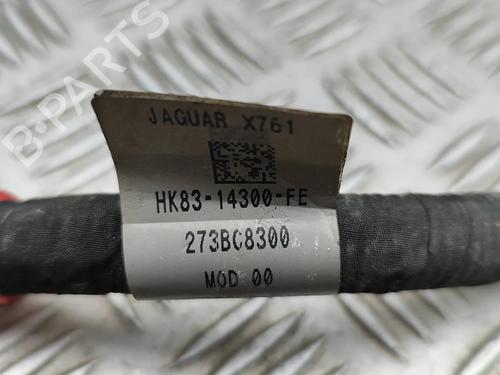 JAGUAR X761
HK83-14300-FE
273BC8300
MOD 00
B-PARTS